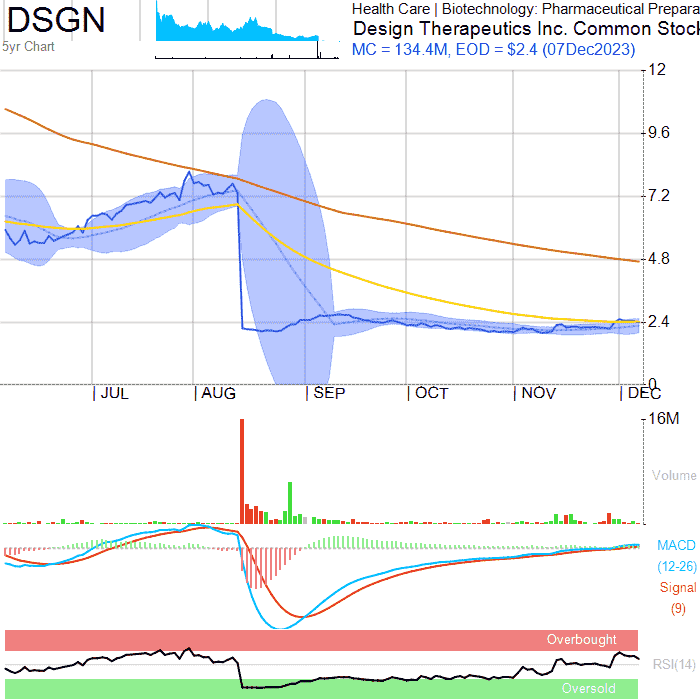 DSGN
5yr Chart
Health Care | Biotechnology: Pharmaceutical Prepara
Design Therapeutics Inc. Common Stock
MC = 134.4M, EOD = $2.4 (07Dec2023)
12
9.6
7.2
4.8
2.4
0
JUL AUG SEP OCT NOV DEC
16M
Volume
MACD
(12-26)
Signal
(9)
Overbought
RSI(14)
Oversold